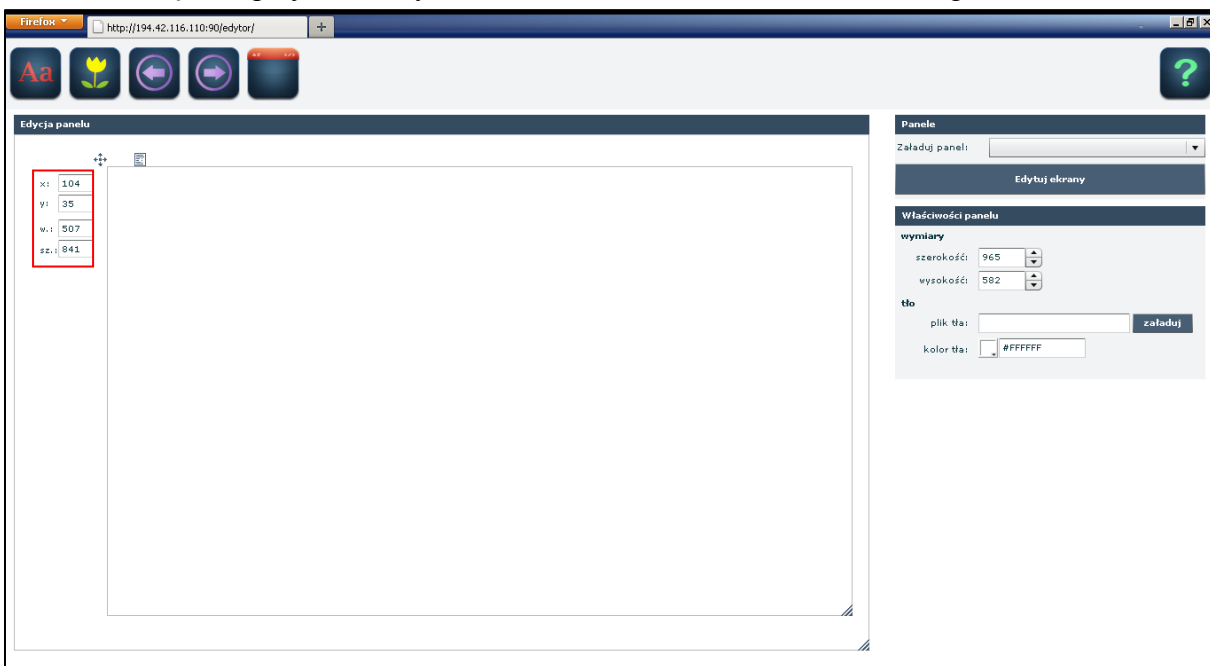 Firefox
http://194.42.116.110:90/edytor/
Aa
?
Edycja panelu
x: 104
y: 35
w.: 507
sz.: 841
Panele
Załaduj panel:
Edytuj ekrany
Właściwości panelu
wymiary
szerokość: 965
wysokość: 582
tło
plik tła: załaduj
kolor tła: #FFFFFF